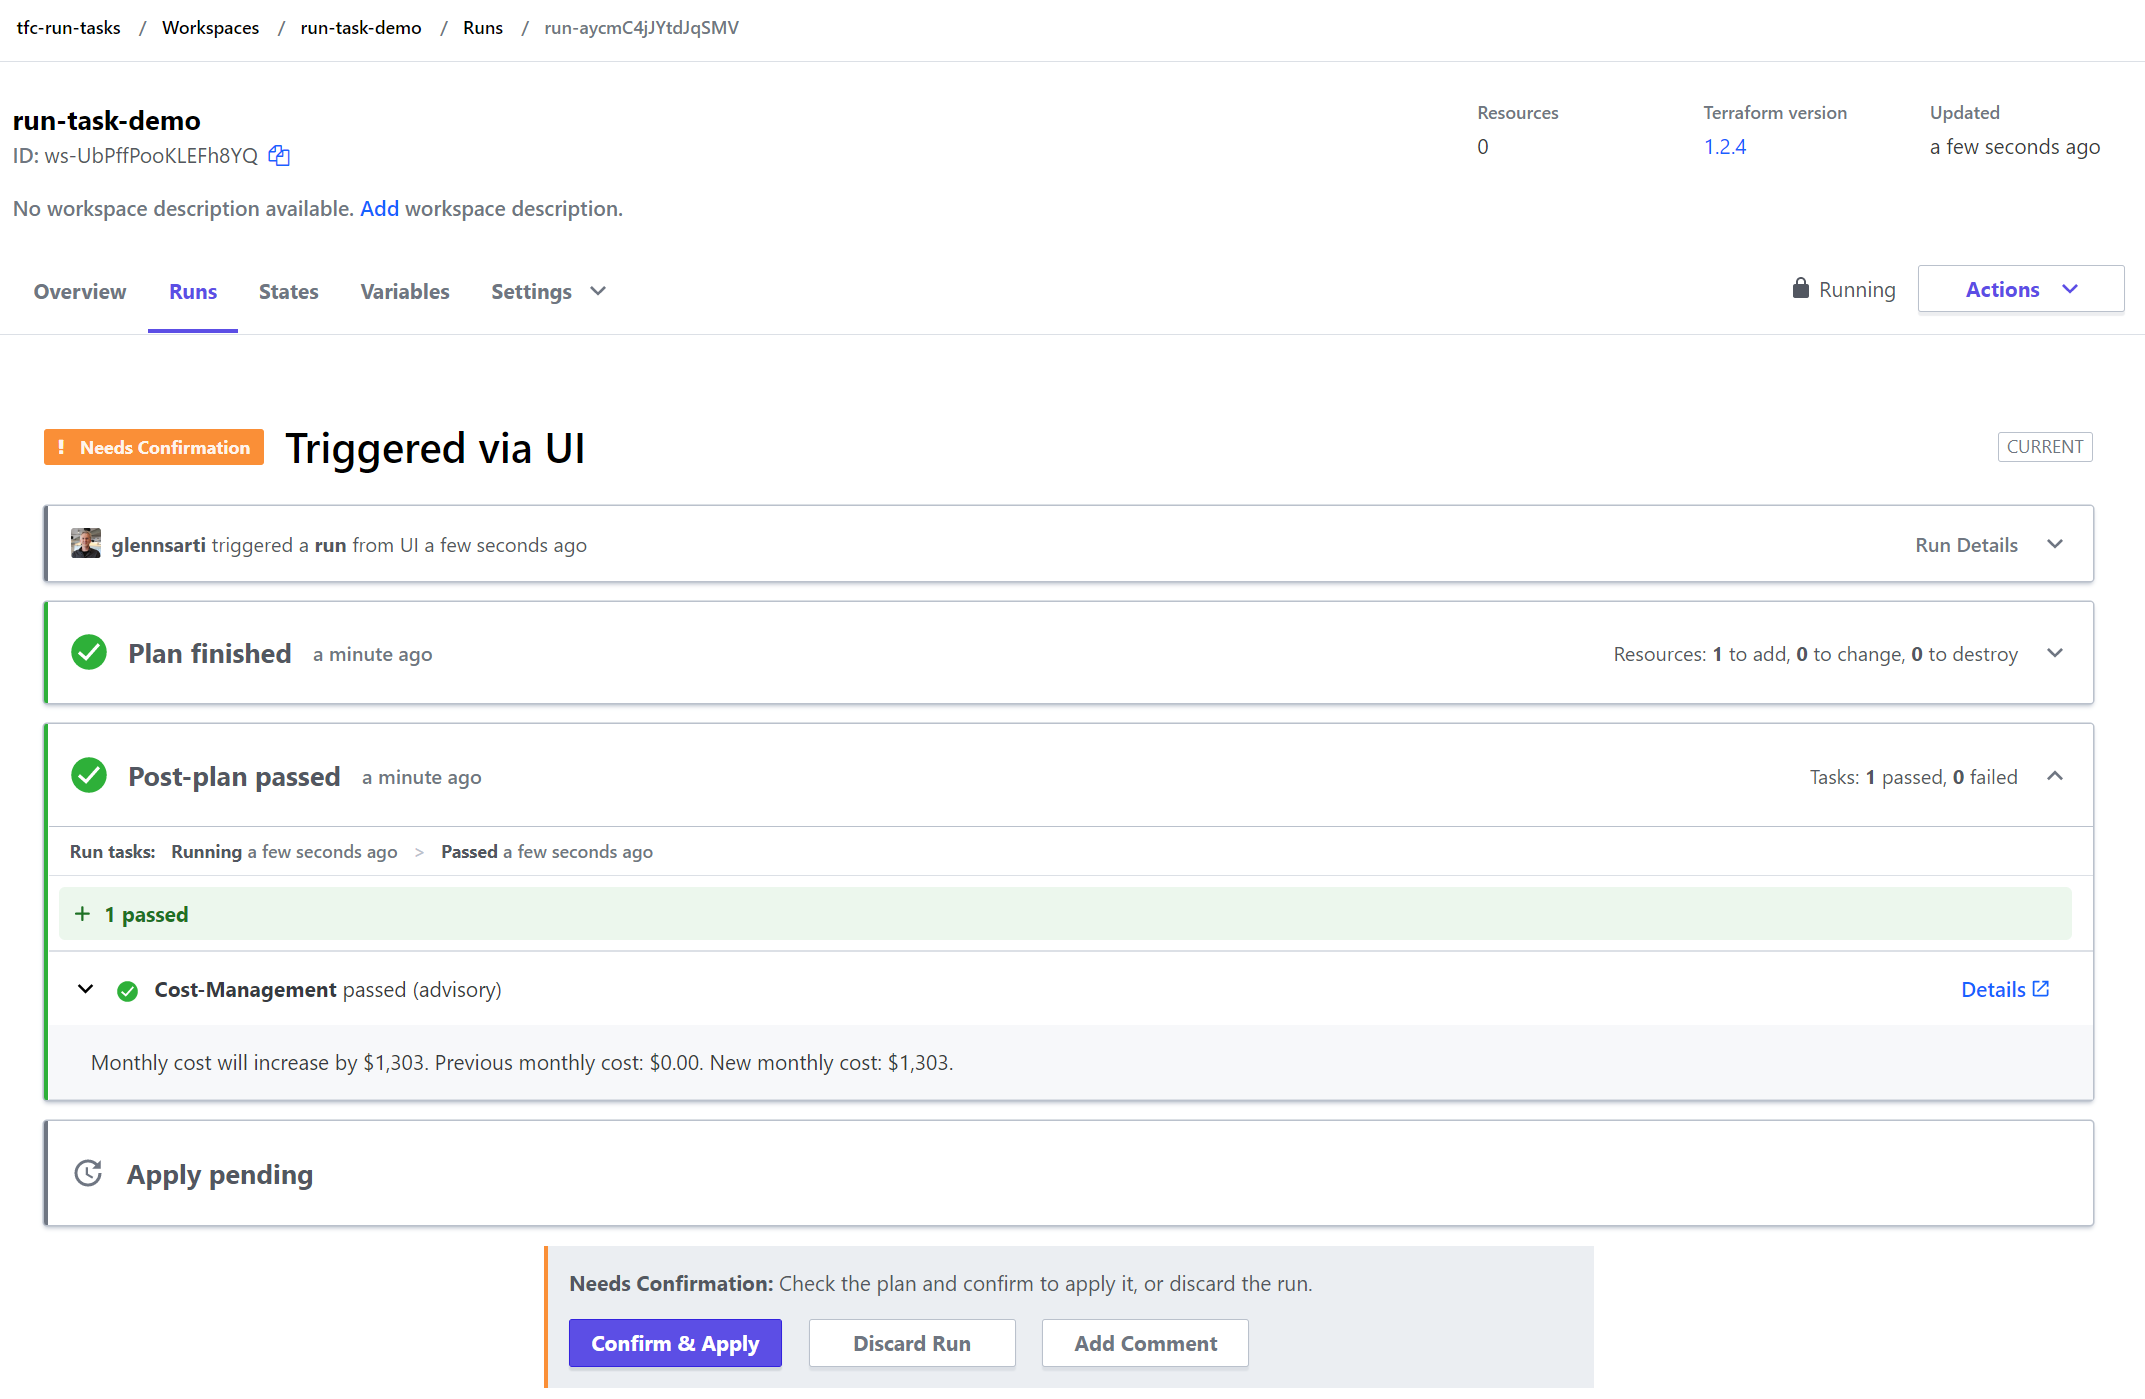 tfc-run-tasks / Workspaces / run-task-demo / Runs / run-aycmC4jJYtdJqSMV
run-task-demo
ID: ws-UbPffPooKLEFh8YQ
No workspace description available. Add workspace description.
Resources
0
Terraform version
1.2.4
Updated
a few seconds ago
Overview Runs States Variables Settings
Running Actions
! Needs Confirmation Triggered via UI CURRENT
glennsarti triggered a run from UI a few seconds ago Run Details
Plan finished a minute ago Resources: 1 to add, 0 to change, 0 to destroy
Post-plan passed a minute ago Tasks: 1 passed, 0 failed
Run tasks: Running a few seconds ago > Passed a few seconds ago
+ 1 passed
Cost-Management passed (advisory) Details
Monthly cost will increase by $1,303. Previous monthly cost: $0.00. New monthly cost: $1,303.
Apply pending
Needs Confirmation: Check the plan and confirm to apply it, or discard the run.
Confirm & Apply Discard Run Add Comment